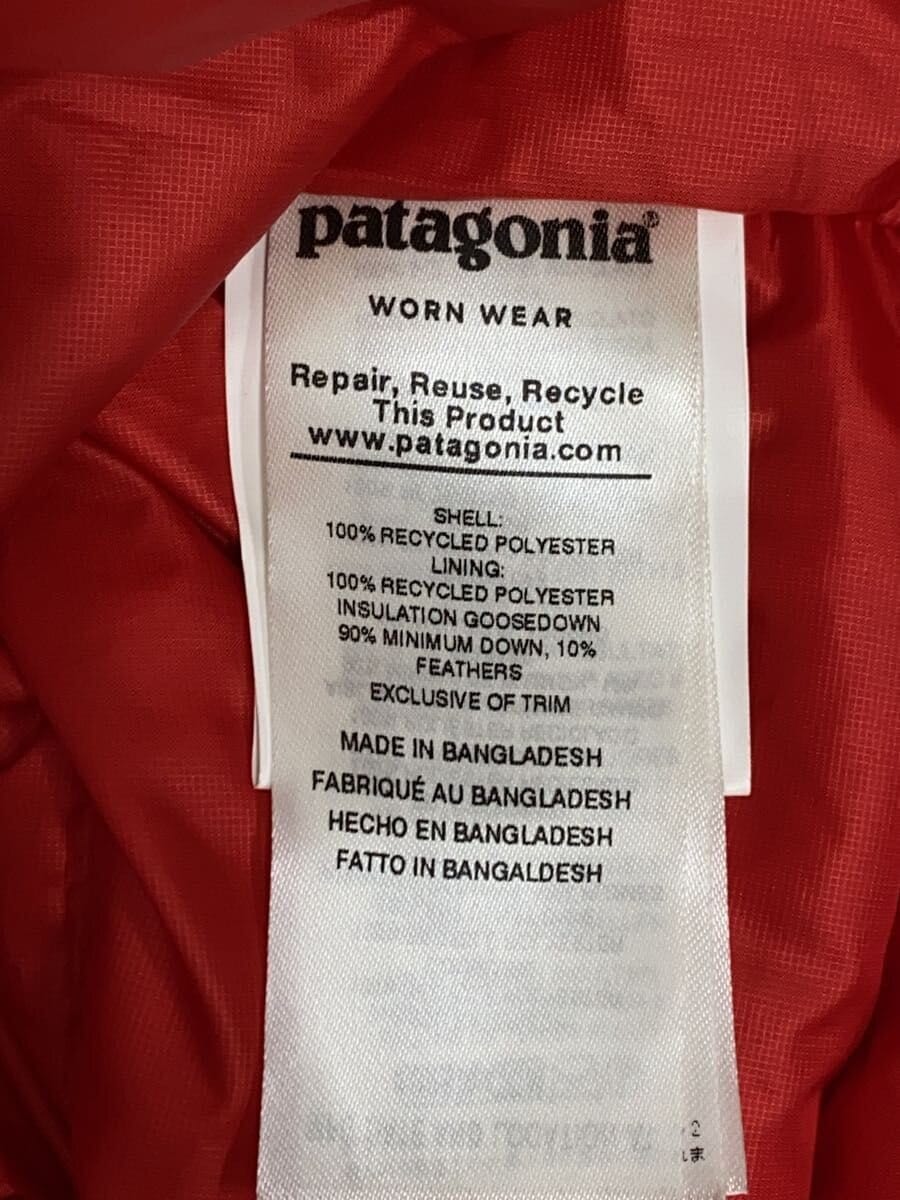 patagonia®
WORN WEAR
Repair, Reuse, Recycle
This Product
www.patagonia.com
SHELL:
100% RECYCLED POLYESTER
LINING:
100% RECYCLED POLYESTER
INSULATION GOOSEDOWN
90% MINIMUM DOWN, 10%
FEATHERS
EXCLUSIVE OF TRIM
MADE IN BANGLADESH
FABRIQUÉ AU BANGLADESH
HECHO EN BANGLADESH
FATTO IN BANGALDESH